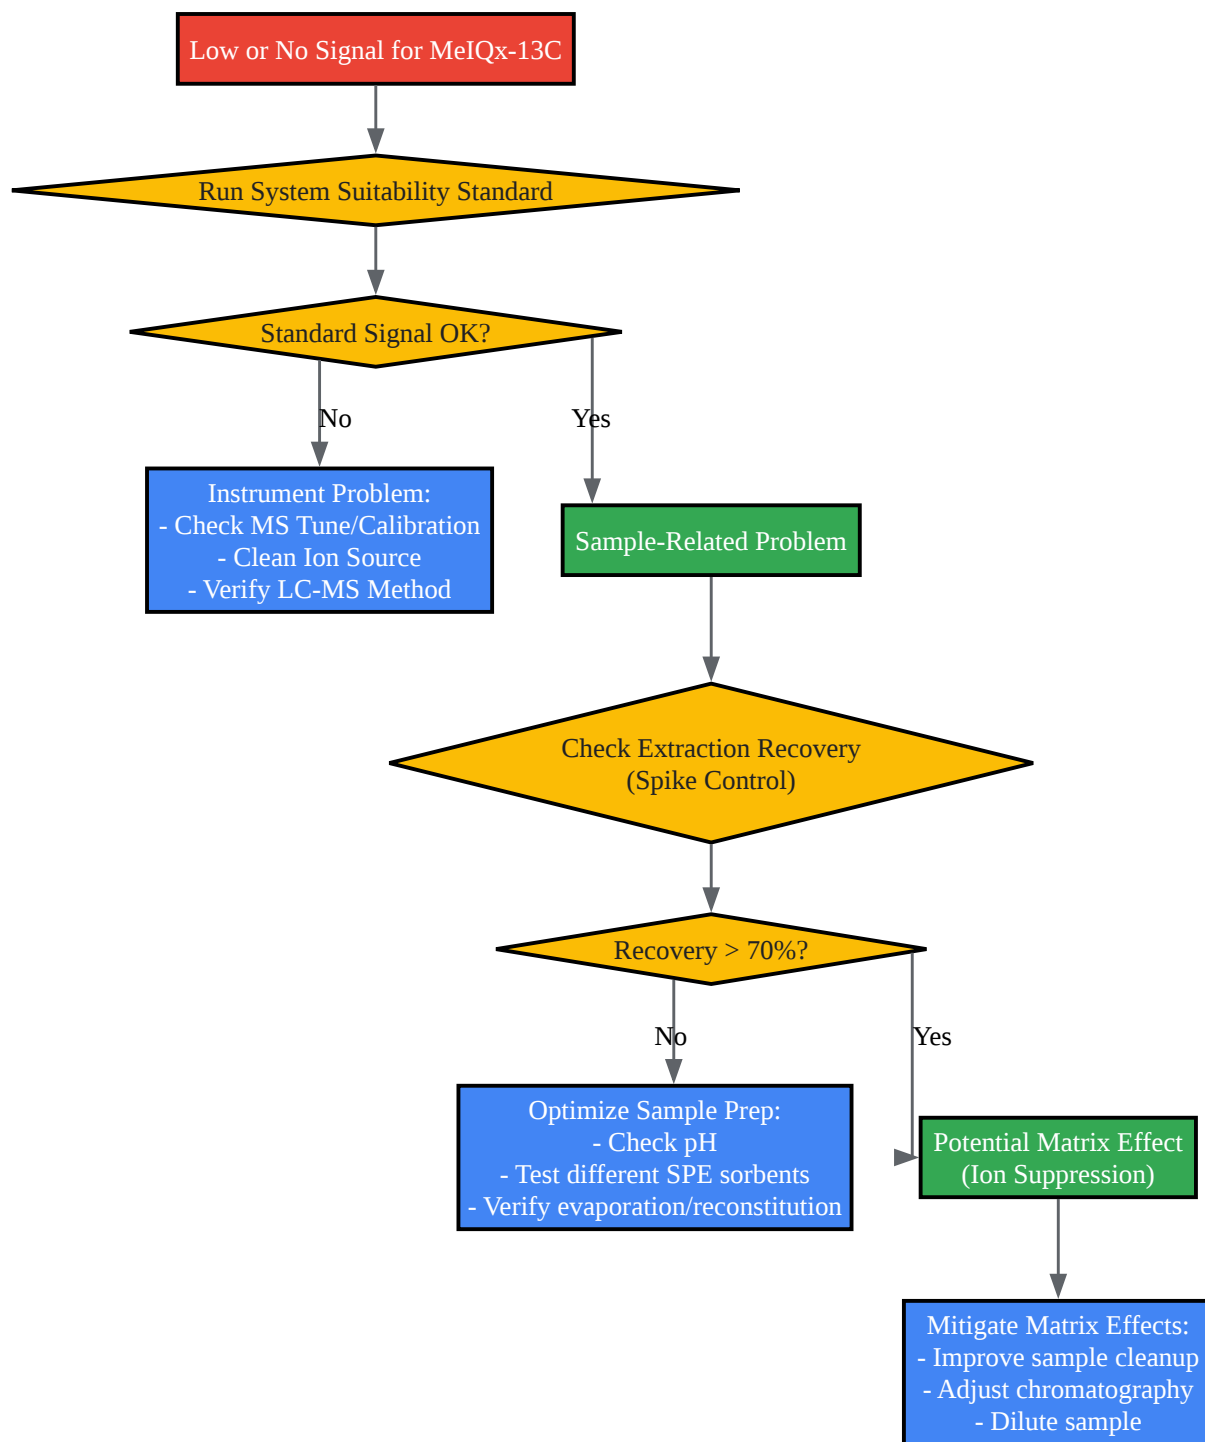 Low or No Signal for MeIQx-13C
Run System Suitability Standard
Standard Signal OK?
No
Yes
Instrument Problem:
- Check MS Tune/Calibration
- Clean Ion Source
- Verify LC-MS Method
Sample-Related Problem
Check Extraction Recovery
(Spike Control)
Recovery > 70%?
No
Yes
Optimize Sample Prep:
- Check pH
- Test different SPE sorbents
- Verify evaporation/reconstitution
Potential Matrix Effect
(Ion Suppression)
Mitigate Matrix Effects:
- Improve sample cleanup
- Adjust chromatography
- Dilute sample